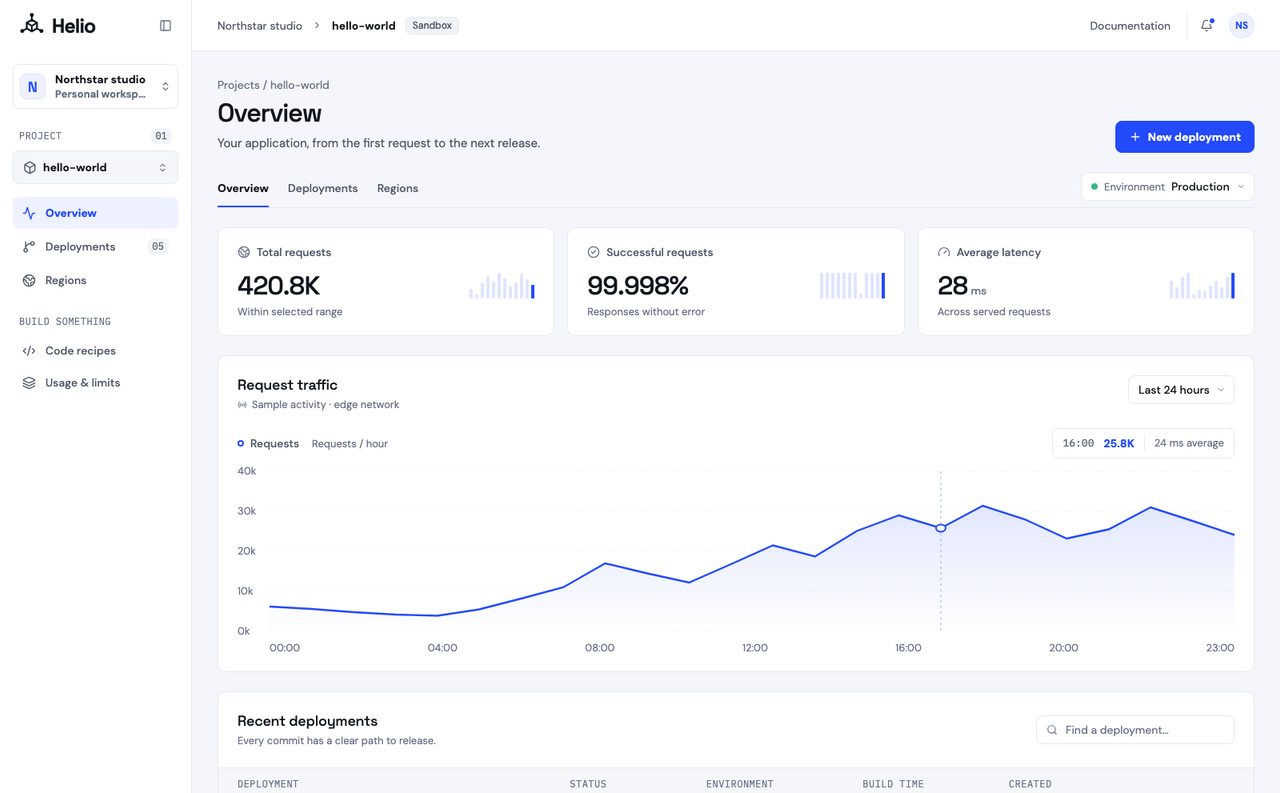 Helio
Northstar studio
Personal worksp...
PROJECT 01
hello-world
Overview
Deployments 05
Regions
BUILD SOMETHING
Code recipes
Usage & limits
Northstar studio > hello-world Sandbox
Documentation
NS
N
Projects / hello-world
Overview
Your application, from the first request to the next release.
+ New deployment
Overview Deployments Regions
Environment Production
Total requests
420.8K
Within selected range
Successful requests
99.998%
Responses without error
Average latency
28 ms
Across served requests
Request traffic
Sample activity · edge network
Last 24 hours
Requests Requests / hour
16:00 25.8K 24 ms average
40k
30k
20k
10k
0k
00:00 04:00 08:00 12:00 16:00 20:00 23:00
Recent deployments
Every commit has a clear path to release.
Find a deployment...
DEPLOYMENT STATUS ENVIRONMENT BUILD TIME CREATED